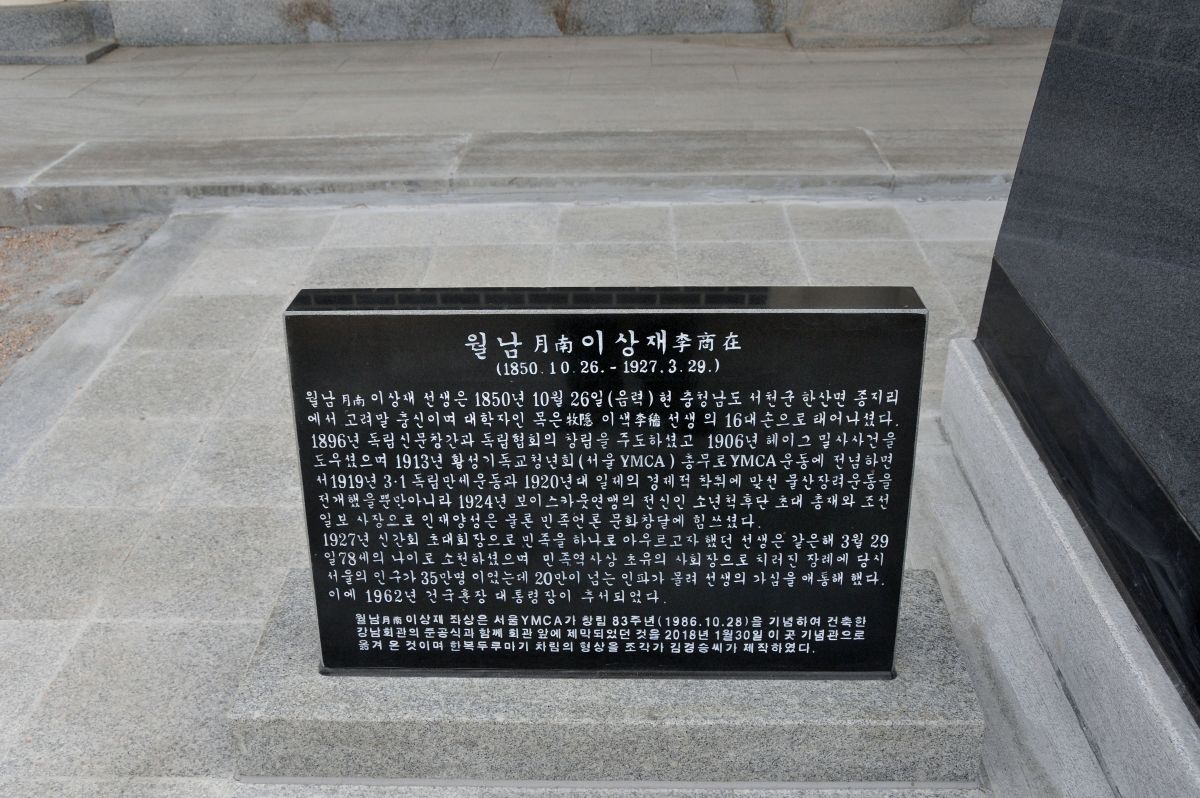 월남 月南 이상재 李商在
(1850.10.26. - 1927.3.29.)
월남 月南 이상재 선생은 1850년 10월 26일(음력) 현 충청남도 서천군 한산면 종지리
에서 고려말 충신이며 대학자인 목은牧隱 이색李穡 선생 의 16대손으로 태어나셨다.
1896년 독립신문창간과 독립협회의 창립을 주도하셨고 1906년 헤이그 밀사사건을
도우셨으며 1913년 황성기독교청년회(서울YMCA) 총무로YMCA운동에 전념하면
서1919년 3·1독립만세운동과 1920년대 일제의 경제적 착취에 맞선 물산장려운동을
전개했을뿐만아니라 1924년 보이스카웃연맹의 전신인 소년척후단 초대 총재와 조선
일보 사장으로 인재양성은 물론 민족언론 문화창달에 힘쓰셨다.
1927년 신간회 초대회장으로 민족을 하나로 아우르고자 했던 선생은 같은해 3월 29
일78세의 나이로 소천하셨으며 민족역사상 초유의 사회장으로 치러진 장례에 당시
서울의 인구가 35만명 이었는데 20만이 넘는 인파가 몰려 선생의 가심을 애통해 했다.
이에 1962년 건국훈장 대통령장이 추서되었다.
월남月南 이상재 좌상은 서울YMCA가 창립 83주년(1986.10.28)을 기념하여 건축한
강남회관의 준공식과 함께 회관 앞에 제막되었던 것을 2018년 1월30일 이 곳 기념관으로
옮겨 온 것이며 한복두루마기 차림의 형상을 조각가 김경승씨가 제작하였다.